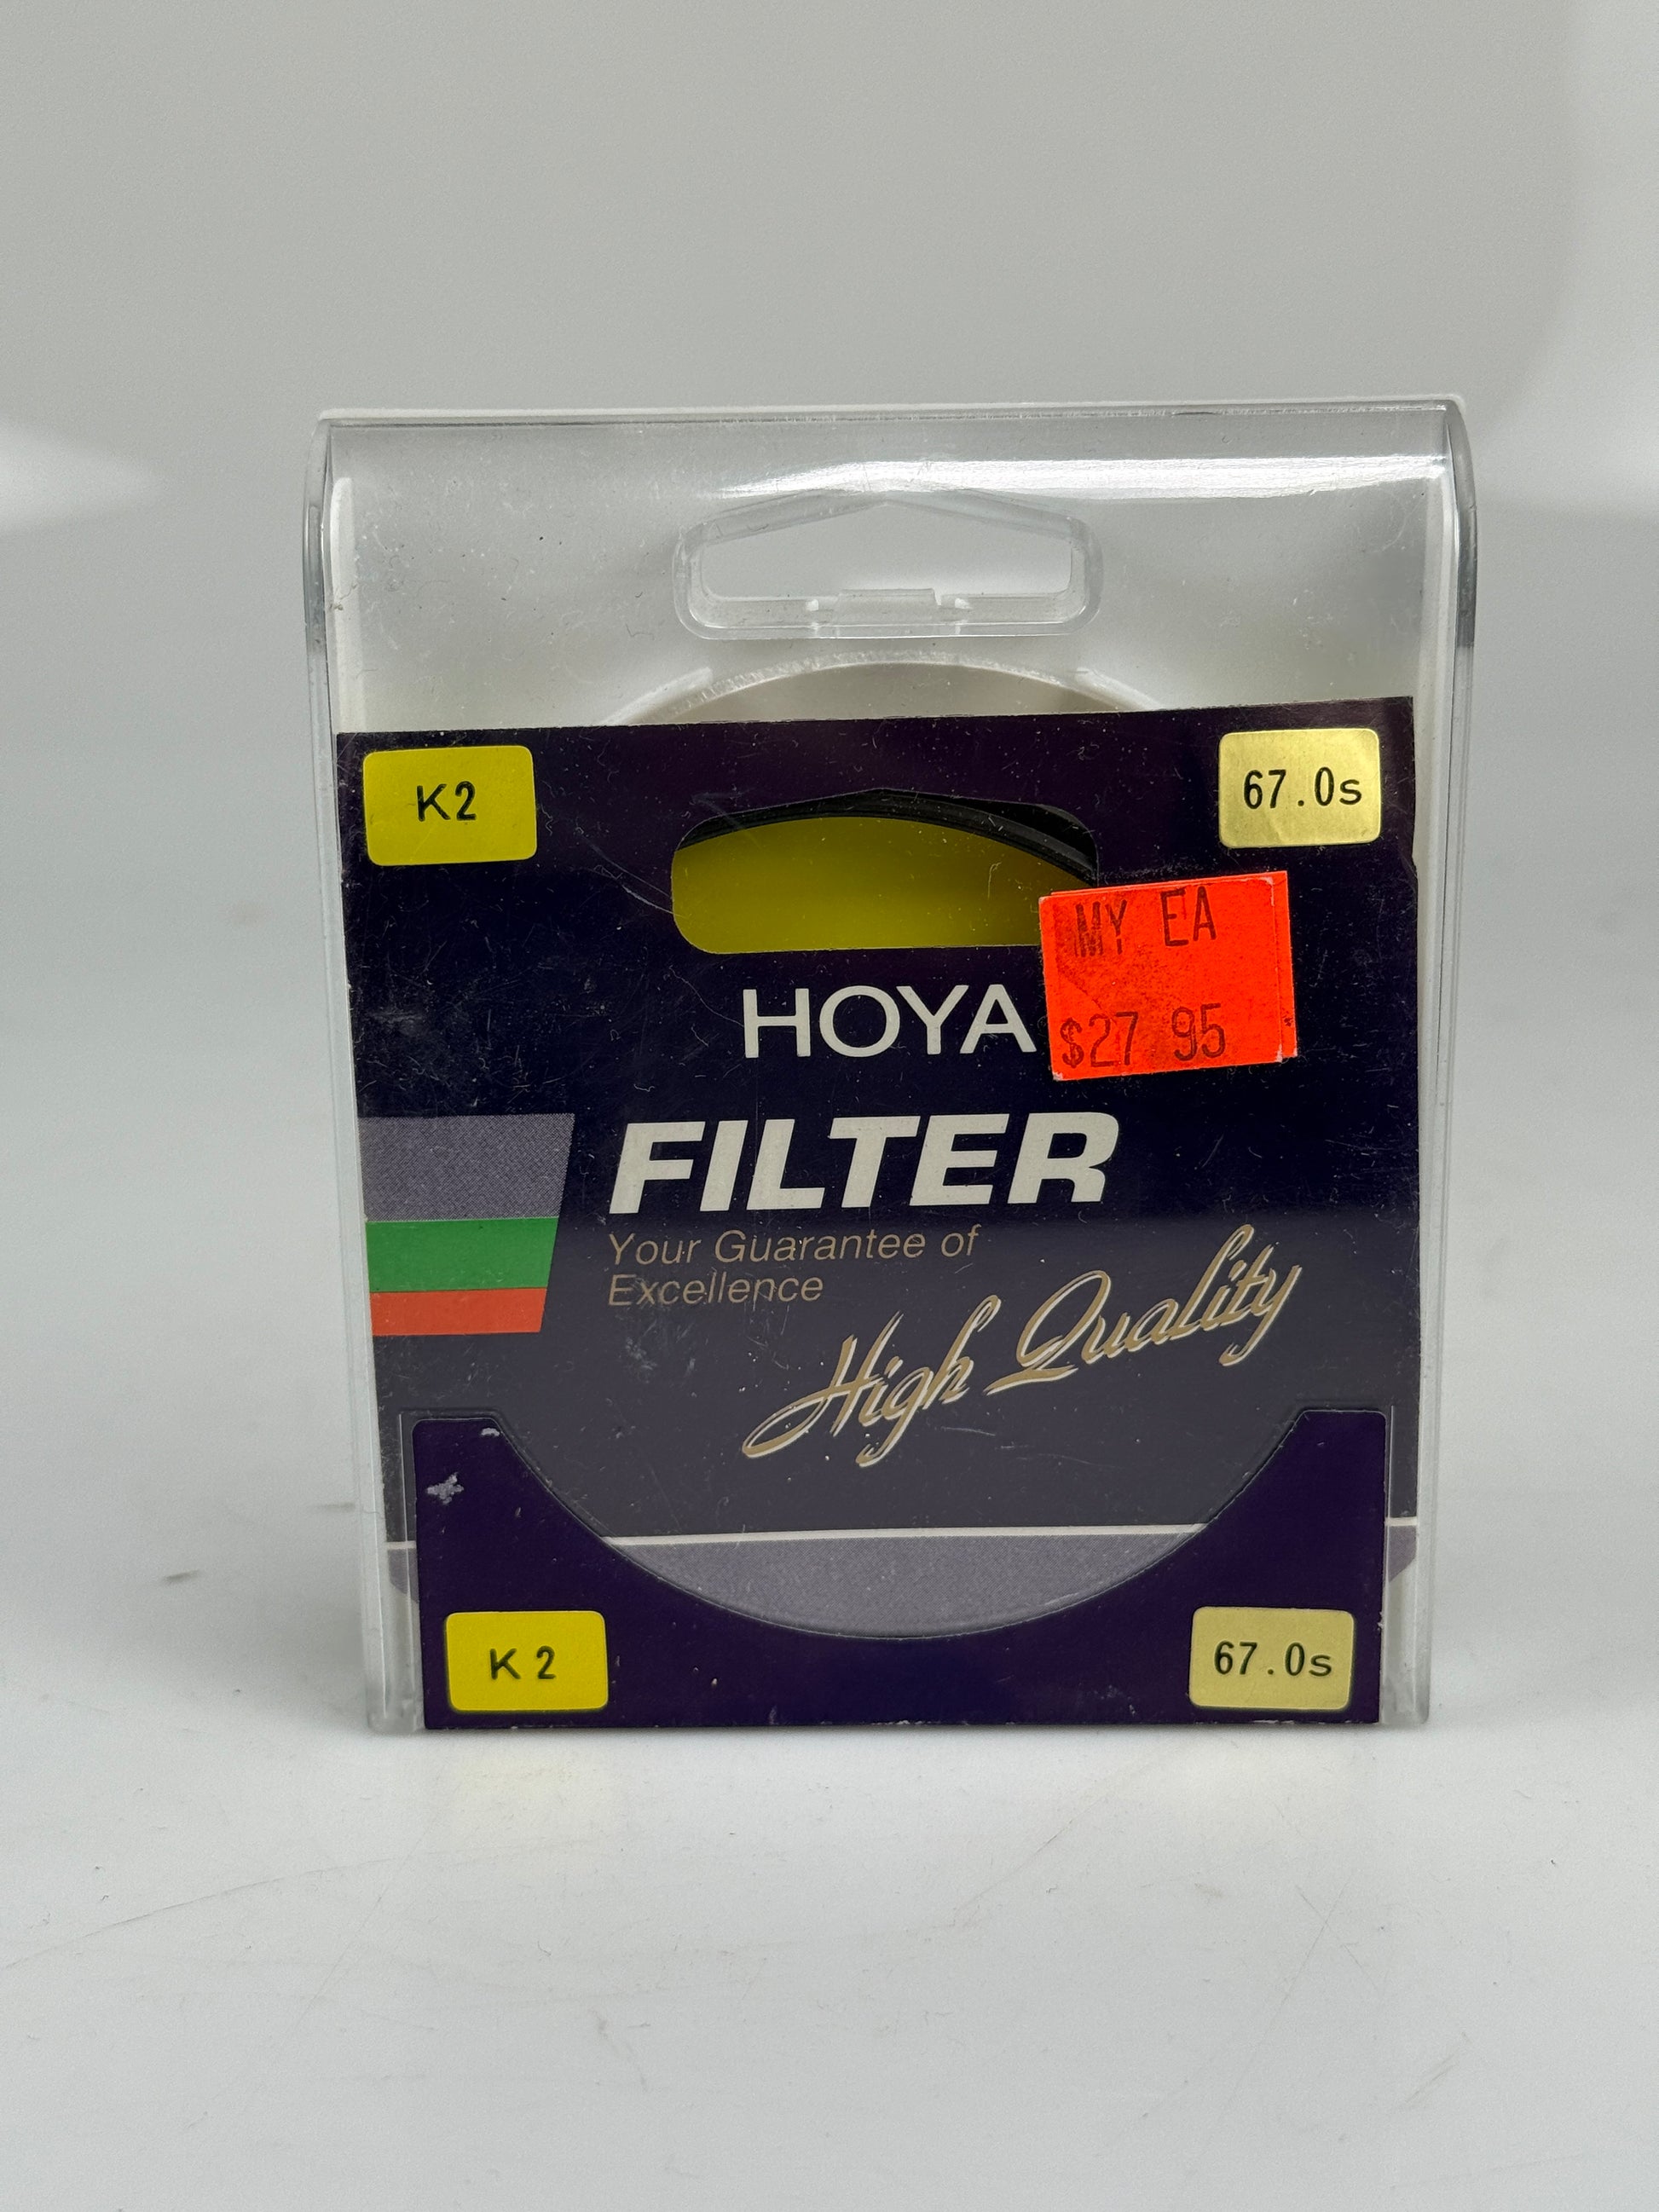 K2
67.0s
MY EA
$27 95
HOYA
FILTER
Your Guarantee of
Excellence
High Quality
K2
67.0s